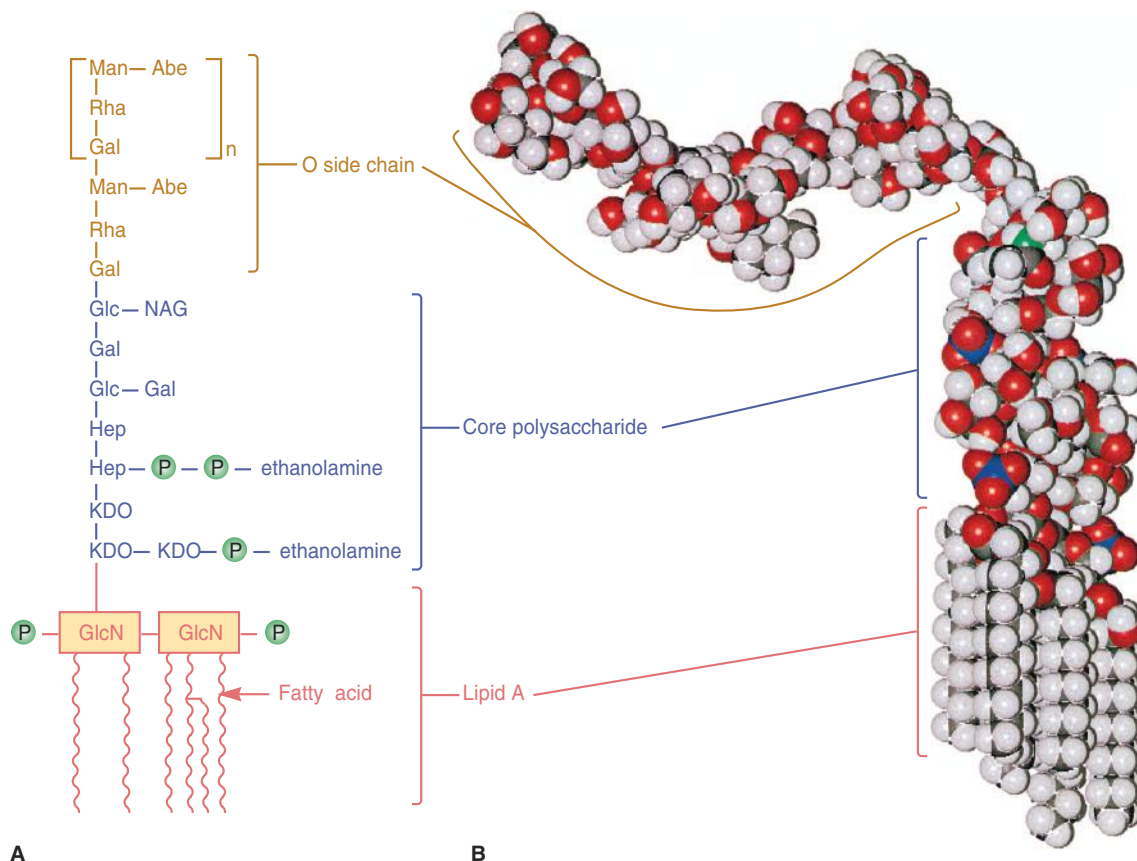 Man— Abe
Rha
Gal
n
O side chain
Man— Abe
Rha
Gal
Glc— NAG
Gal
Glc— Gal
Hep
Core polysaccharide
Hep— P — P — ethanolamine
KDO
KDO— KDO— P — ethanolamine
P GlcN GlcN P
Fatty acid
Lipid A
A
B